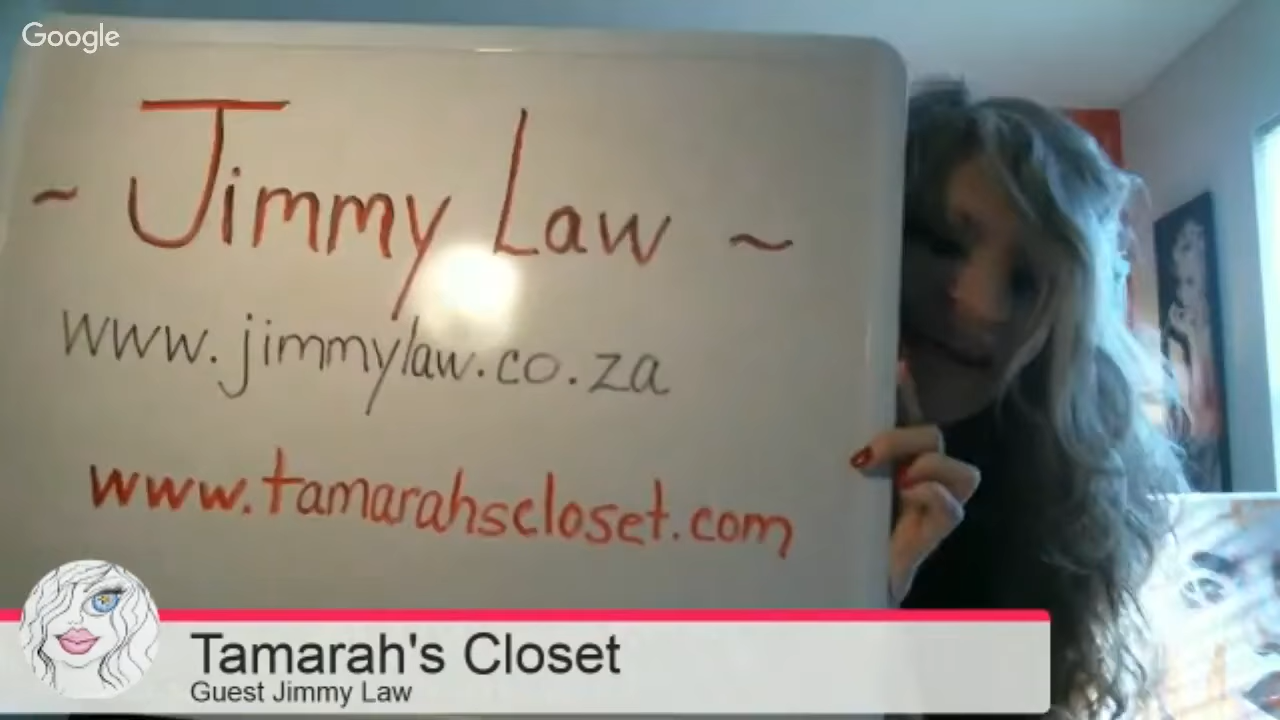 Google
~ Jimmy Law ~
www.jimmylaw.co.za
www.tamarahscloset.com
Tamarah's Closet
Guest Jimmy Law